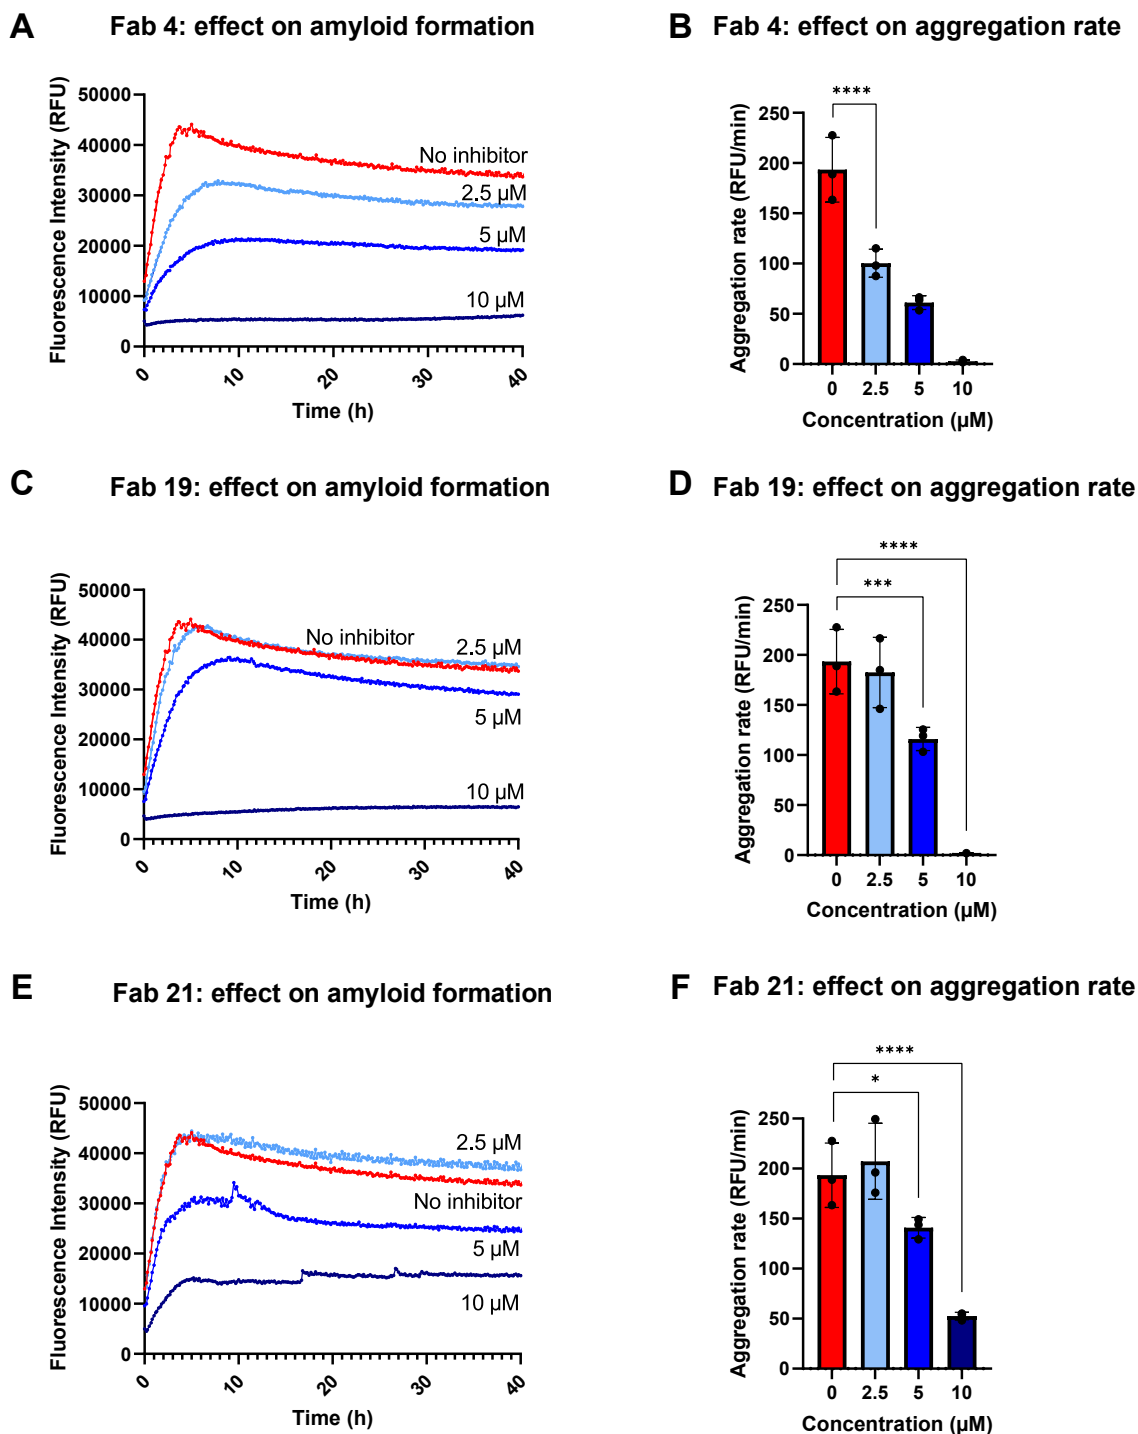 A Fab 4: effect on amyloid formation
Fluorescence Intensity (RFU)
50000
40000
30000
20000
10000
0
No inhibitor
2.5 µM
5 µM
10 µM
0 10 20 30 40
Time (h)
B Fab 4: effect on aggregation rate
Aggregation rate (RFU/min)
****
250
200
150
100
50
0
0 2.5 5 10
Concentration (µM)
C Fab 19: effect on amyloid formation
Fluorescence Intensity (RFU)
50000
40000
30000
20000
10000
0
No inhibitor
2.5 µM
5 µM
10 µM
0 10 20 30 40
Time (h)
D Fab 19: effect on aggregation rate
Aggregation rate (RFU/min)
****
***
250
200
150
100
50
0
0 2.5 5 10
Concentration (µM)
E Fab 21: effect on amyloid formation
Fluorescence Intensity (RFU)
50000
40000
30000
20000
10000
0
2.5 µM
No inhibitor
5 µM
10 µM
0 10 20 30 40
Time (h)
F Fab 21: effect on aggregation rate
Aggregation rate (RFU/min)
****
*
250
200
150
100
50
0
0 2.5 5 10
Concentration (µM)